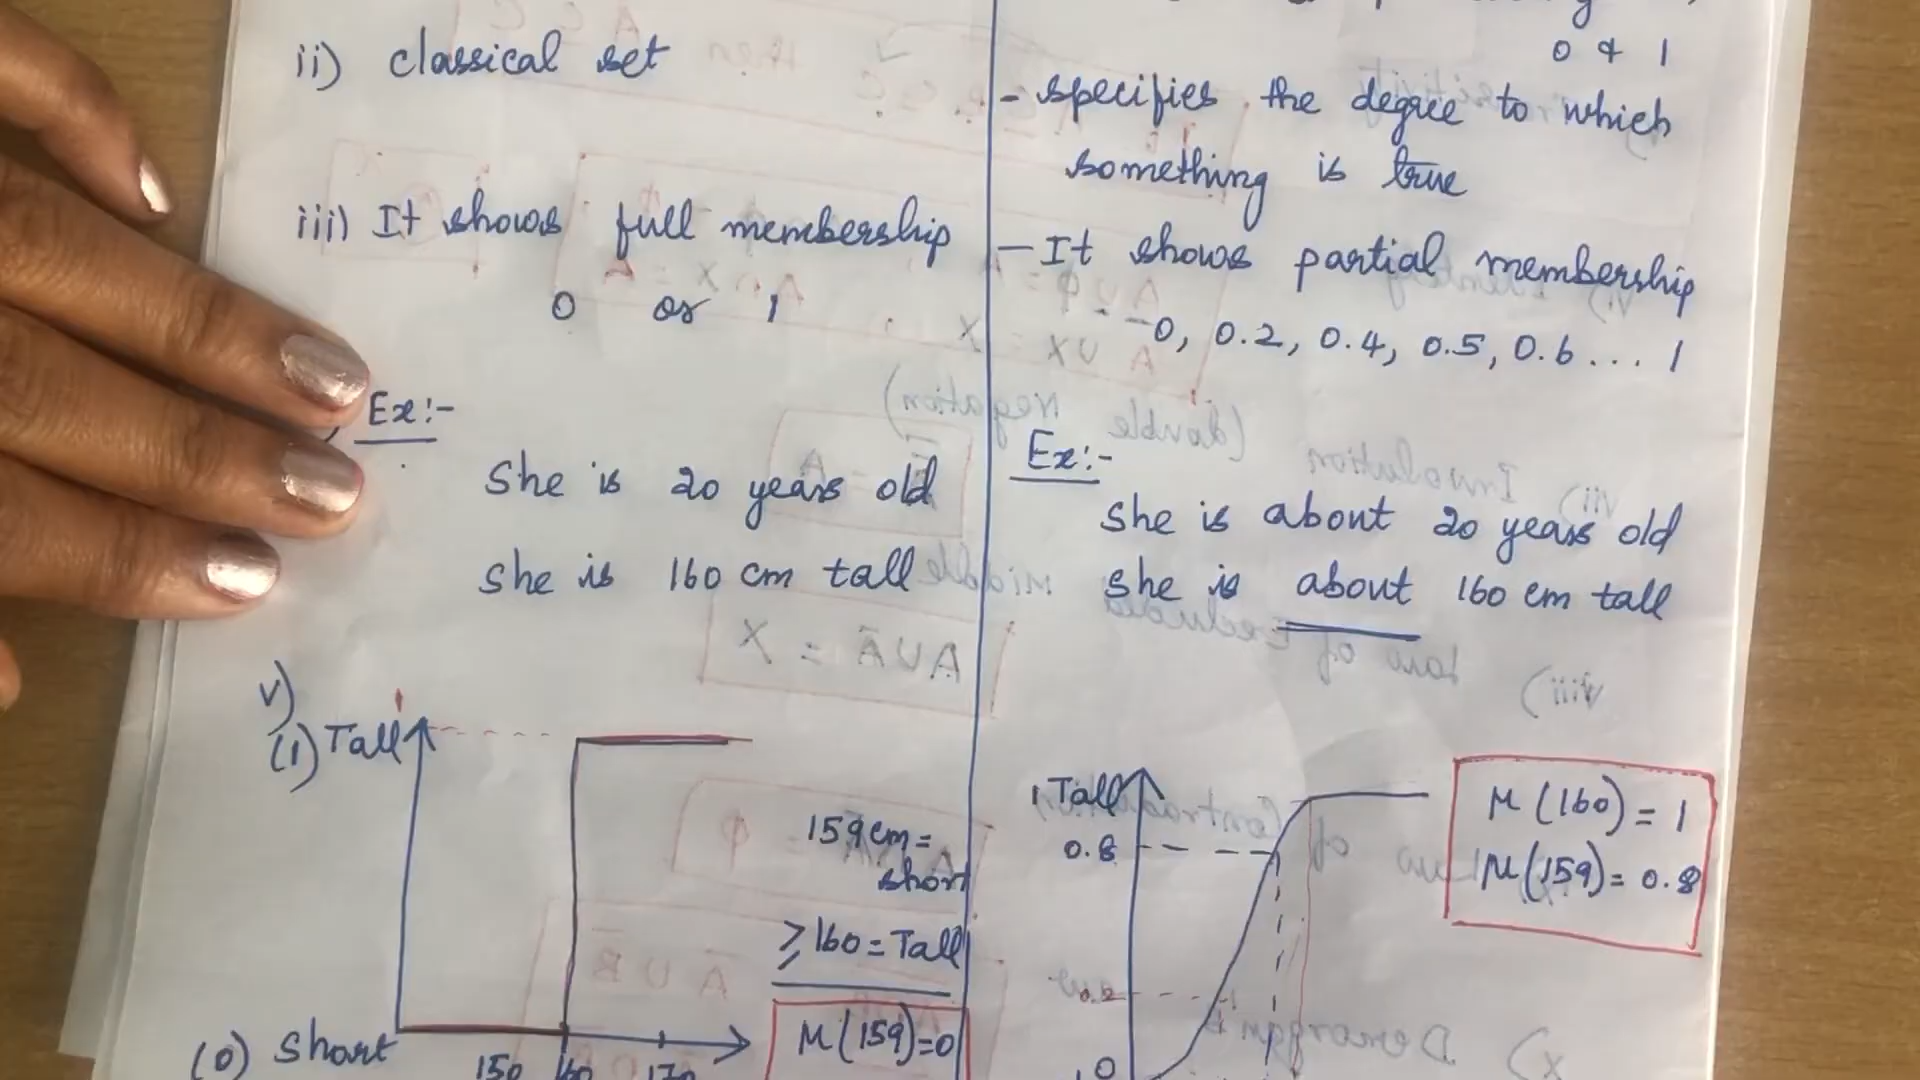 ii) classical set
iii) It shows full membership
0 or 1
Ex:-
She is 20 years old
She is 160 cm tall
v)
(1) Tall
159 cm =
short
≥ 160 = Tall
μ(159)=0
(0) Short
150 160 170
0 & 1
- specifies the degree to which
something is true
- It shows partial membership
0, 0.2, 0.4, 0.5, 0.6 ... 1
Ex:-
She is about 20 years old
She is about 160 cm tall
1 Tall
0.8
0.2
0
μ(160) = 1
μ(159) = 0.8